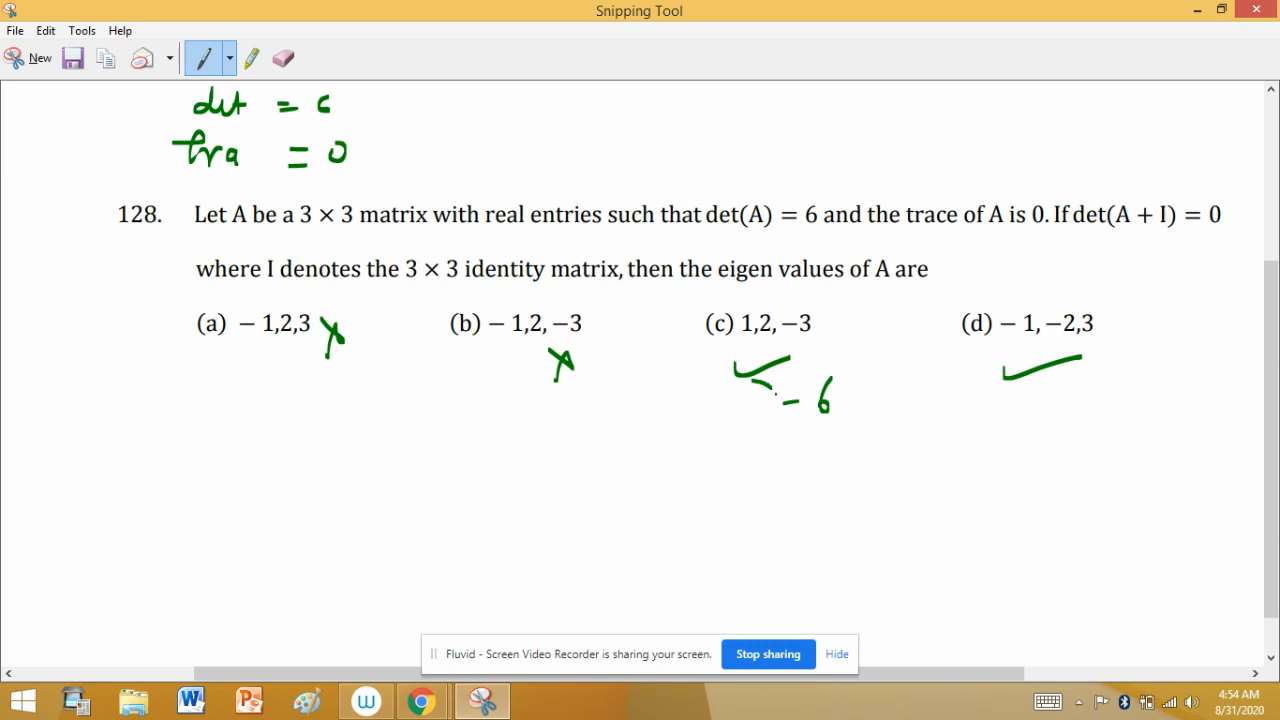 Snipping Tool
File Edit Tools Help
New
det = 6
tra = 0
128. Let A be a 3 × 3 matrix with real entries such that det(A) = 6 and the trace of A is 0. If det(A + I) = 0
where I denotes the 3 × 3 identity matrix, then the eigen values of A are
(a) − 1,2,3 (b) − 1,2, −3 (c) 1,2, −3 (d) − 1, −2,3
- 6
Fluvid - Screen Video Recorder is sharing your screen. Stop sharing Hide
4:54 AM
8/31/2020